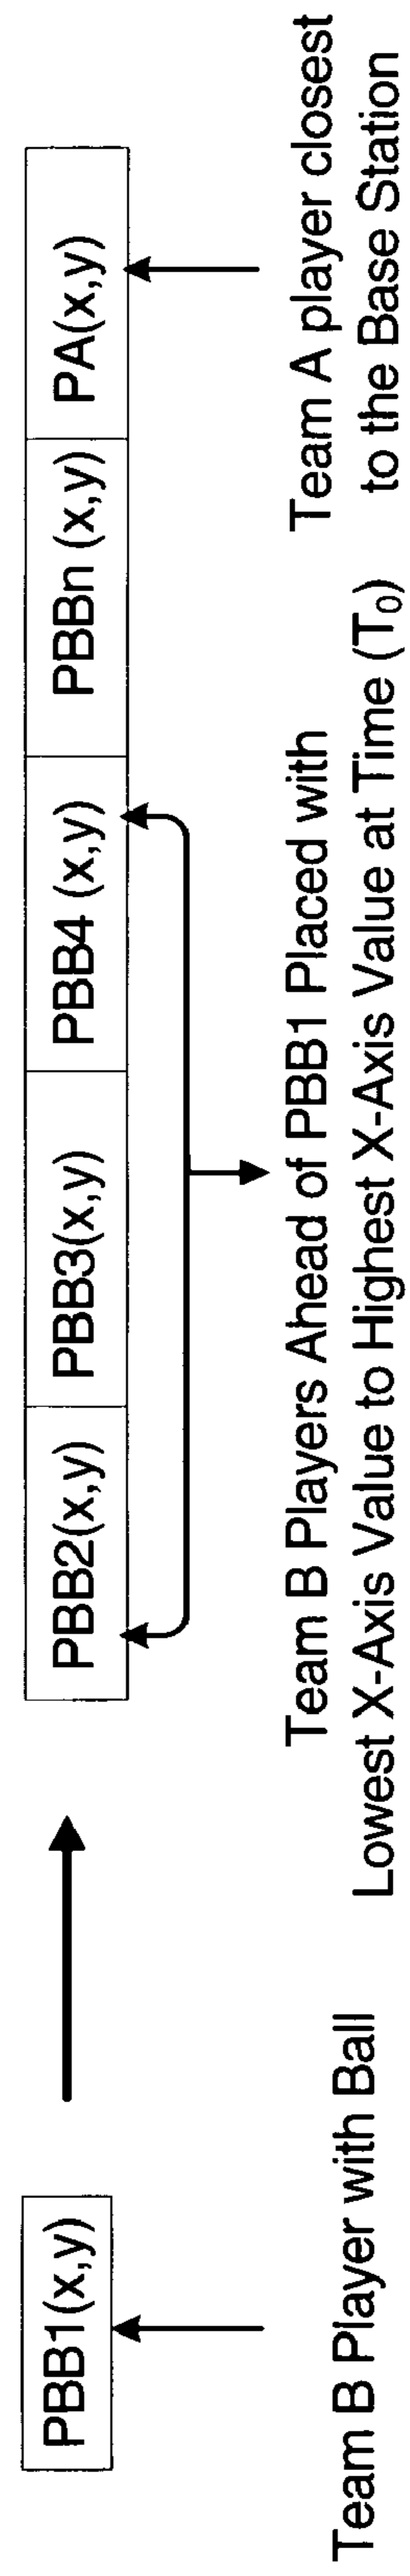 PBB1(x,y)
PBB2(x,y)
PBB3(x,y)
PBB4 (x,y)
PBBn (x,y)
PA(x,y)
Team B Player with Ball
Team B Players Ahead of PBB1 Placed with
Lowest X-Axis Value to Highest X-Axis Value at Time (T₀)
Team A player closest
to the Base Station